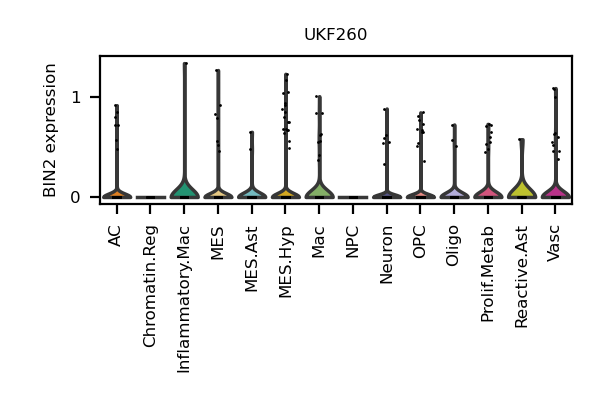 UKF260
BIN2 expression
1
0
AC
Chromatin.Reg
Inflammatory.Mac
MES
MES.Ast
MES.Hyp
Mac
NPC
Neuron
OPC
Oligo
Prolif.Metab
Reactive.Ast
Vasc